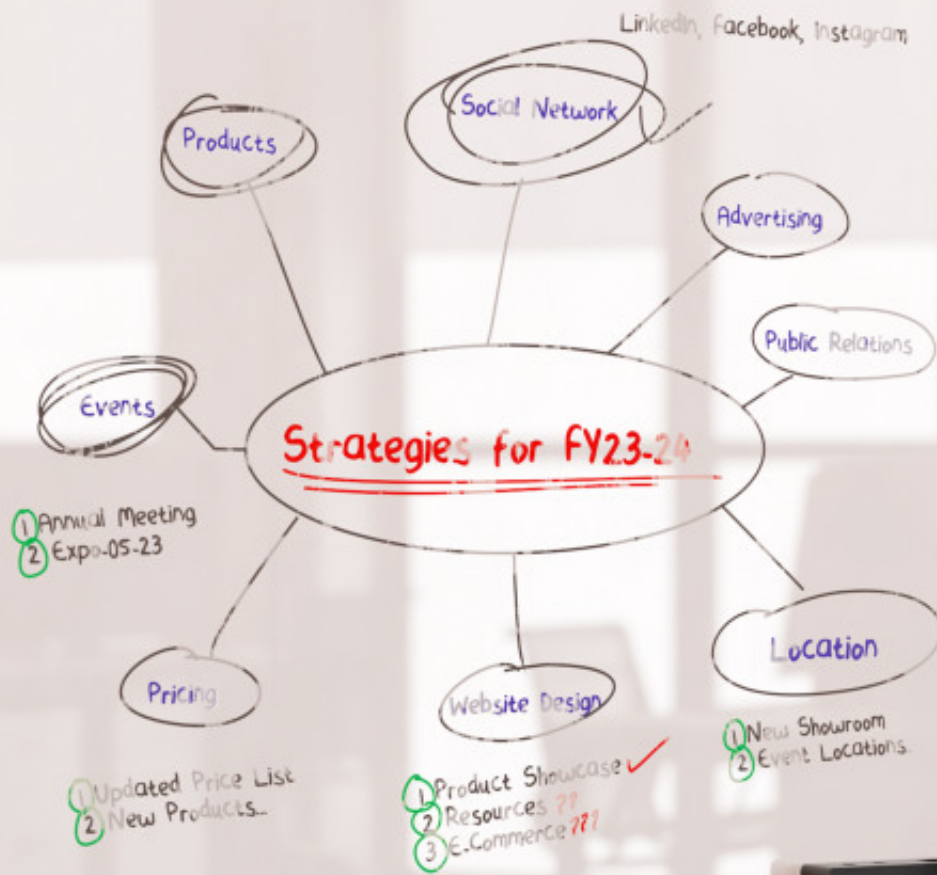 LinkedIn, Facebook, Instagram
Social Network
Products
Advertising
Public Relations
Events
Strategies for FY23-24
1 Annual Meeting
2 Expo-05-23
Location
Pricing
Website Design
1 New Showroom
2 Event Locations
1 Updated Price List
2 New Products...
1 Product Showcase ✓
2 Resources ??
3 E-Commerce ???